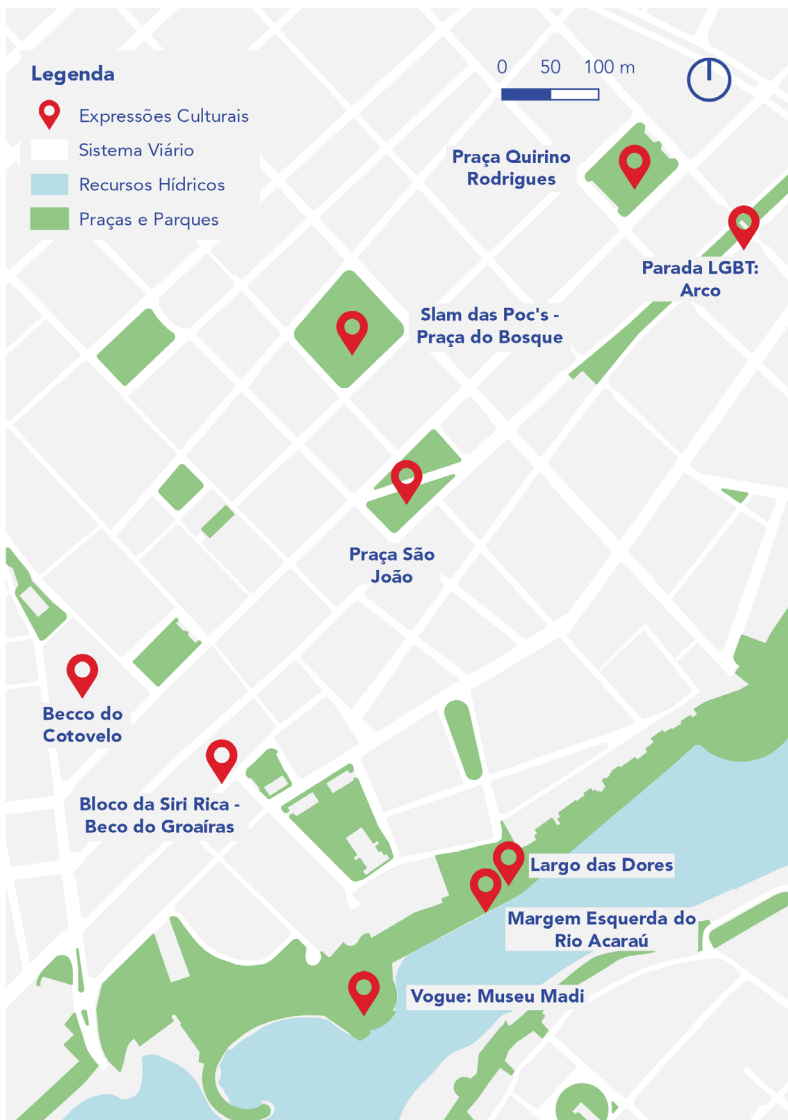 Legenda
Expressões Culturais
Sistema Viário
Recursos Hídricos
Praças e Parques
0 50 100 m
Praça Quirino
Rodrigues
Parada LGBT:
Arco
Slam das Poc's -
Praça do Bosque
Praça São
João
Becco do
Cotovelo
Bloco da Siri Rica -
Beco do Groaíras
Largo das Dores
Margem Esquerda do
Rio Acaraú
Vogue: Museu Madi